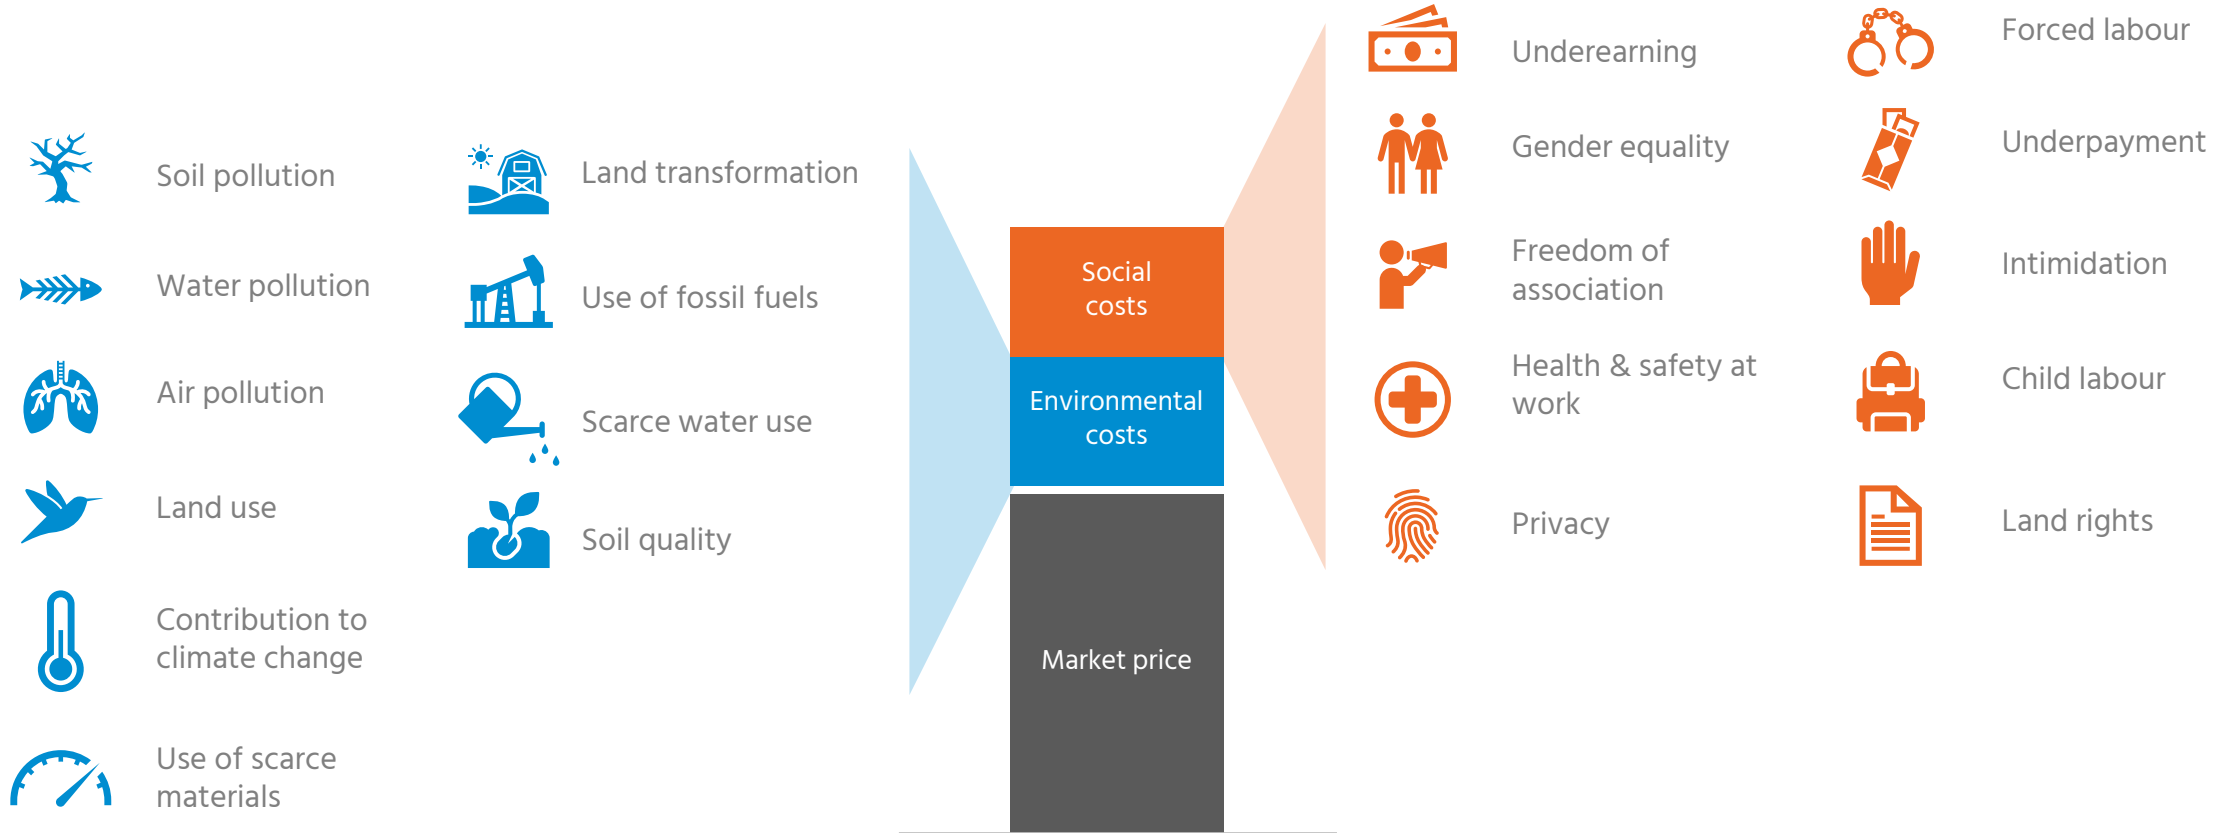 Soil pollution
Water pollution
Air pollution
Land use
Contribution to
climate change
Use of scarce
materials
Land transformation
Use of fossil fuels
Scarce water use
Soil quality
Social
costs
Environmental
costs
Market price
Underearning
Gender equality
Freedom of
association
Health & safety at
work
Privacy
Forced labour
Underpayment
Intimidation
Child labour
Land rights